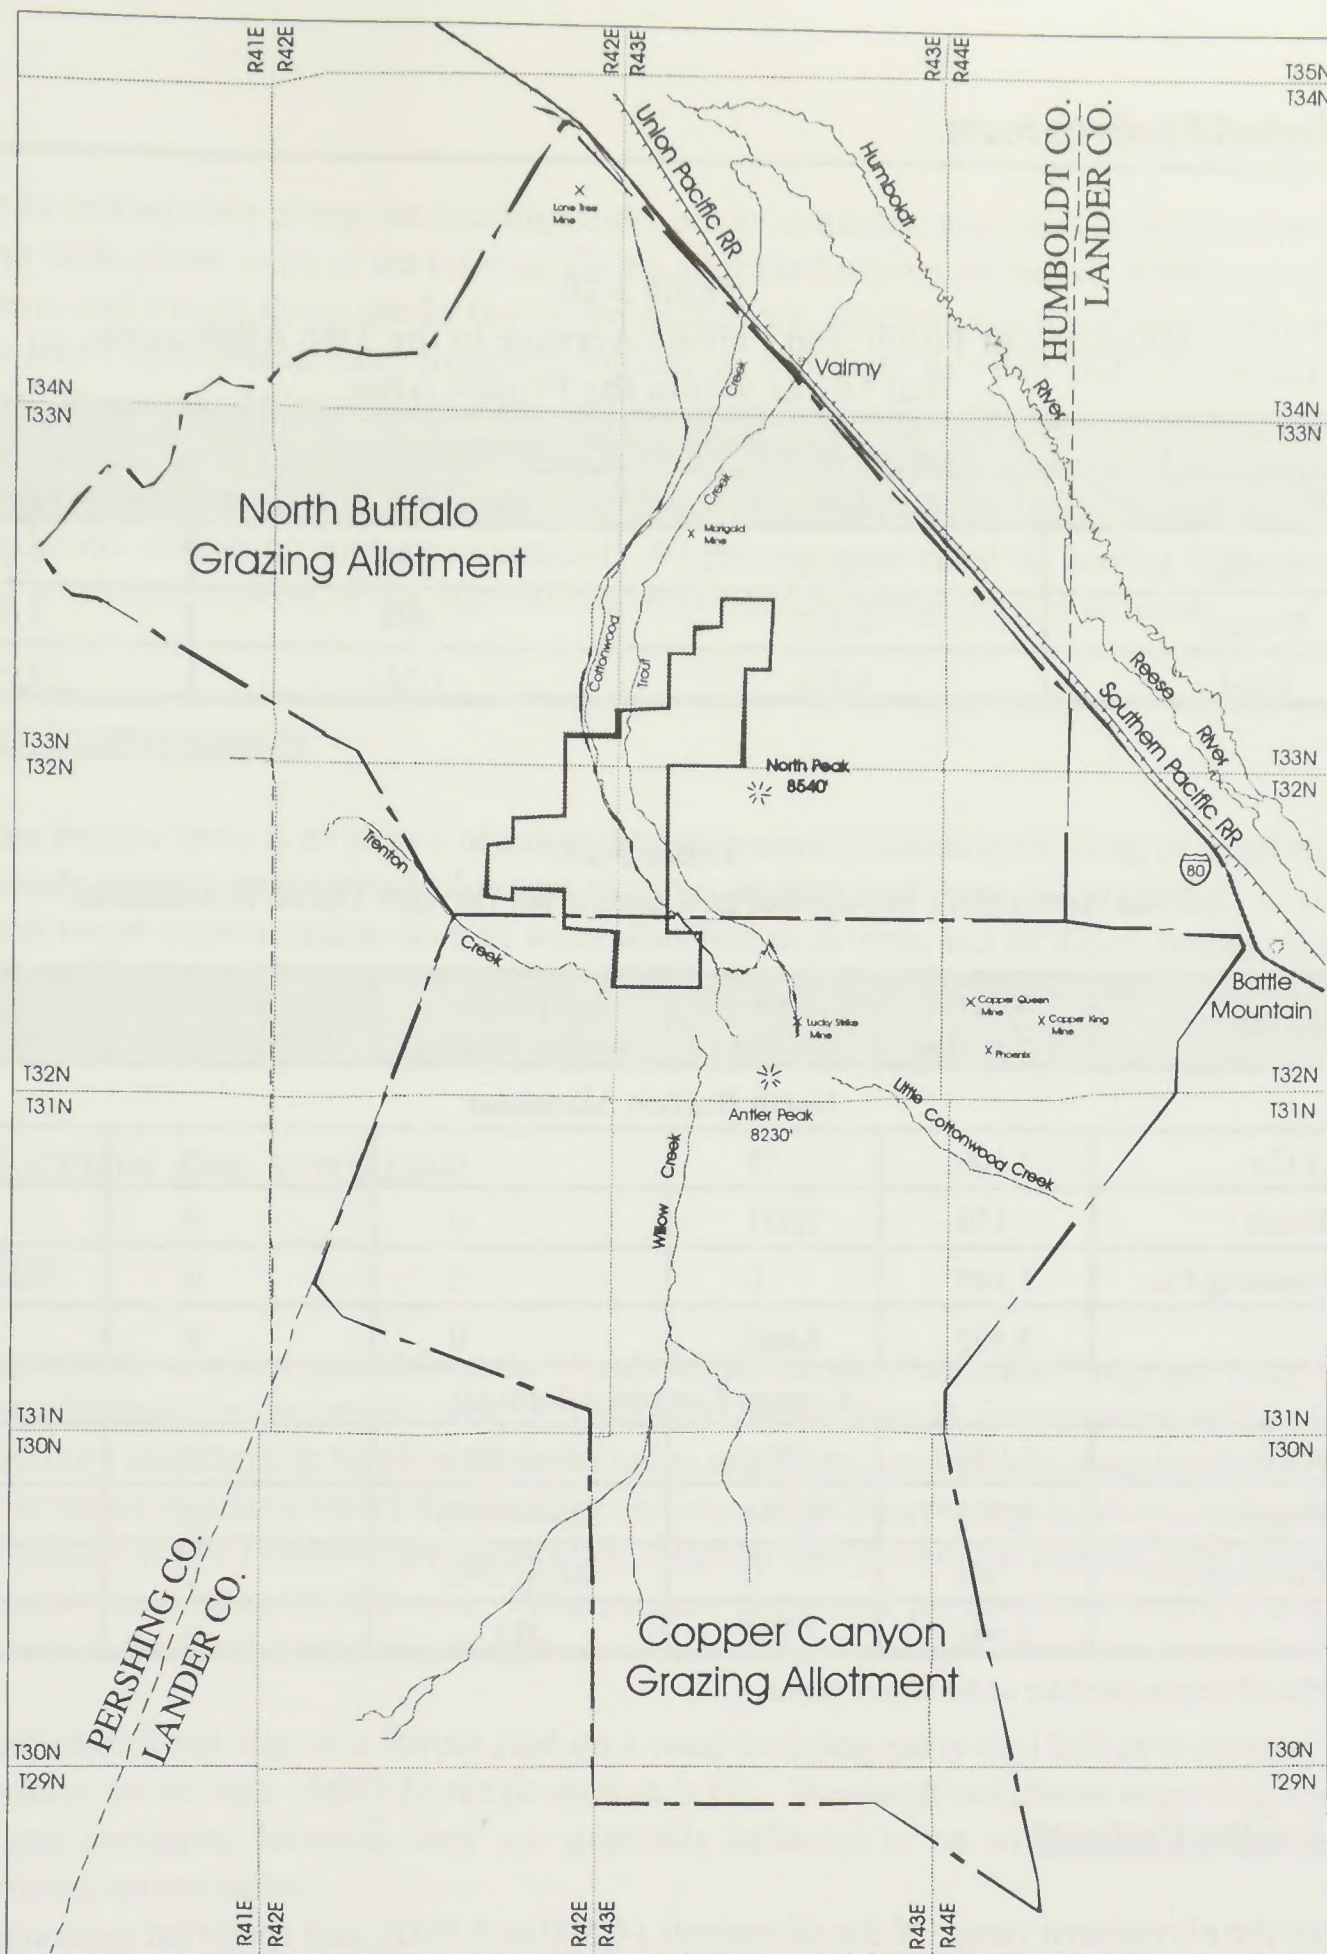 R41E
R42E
R42E
R43E
R43E
R44E
T35N
T34N
Union Pacific RR
Humboldt
River
HUMBOLDT CO.
LANDER CO.
Lone Tree
Mine
Creek
Valmy
T34N
T33N
T34N
T33N
North Buffalo
Grazing Allotment
Creek
Marigold
Mine
Cottonwood
Trout
Reese
River
Southern Pacific RR
T33N
T32N
T33N
T32N
North Peak
8540'
Trenton
Creek
80
Battle
Mountain
Copper Queen
Mine
Copper King
Mine
Lucky Strike
Mine
Phoenix
T32N
T31N
T32N
T31N
Antler Peak
8230'
Little Cottonwood Creek
Willow Creek
T31N
T30N
T31N
T30N
PERSHING CO.
LANDER CO.
Copper Canyon
Grazing Allotment
T30N
T29N
T30N
T29N
R41E
R42E
R42E
R43E
R43E
R44E